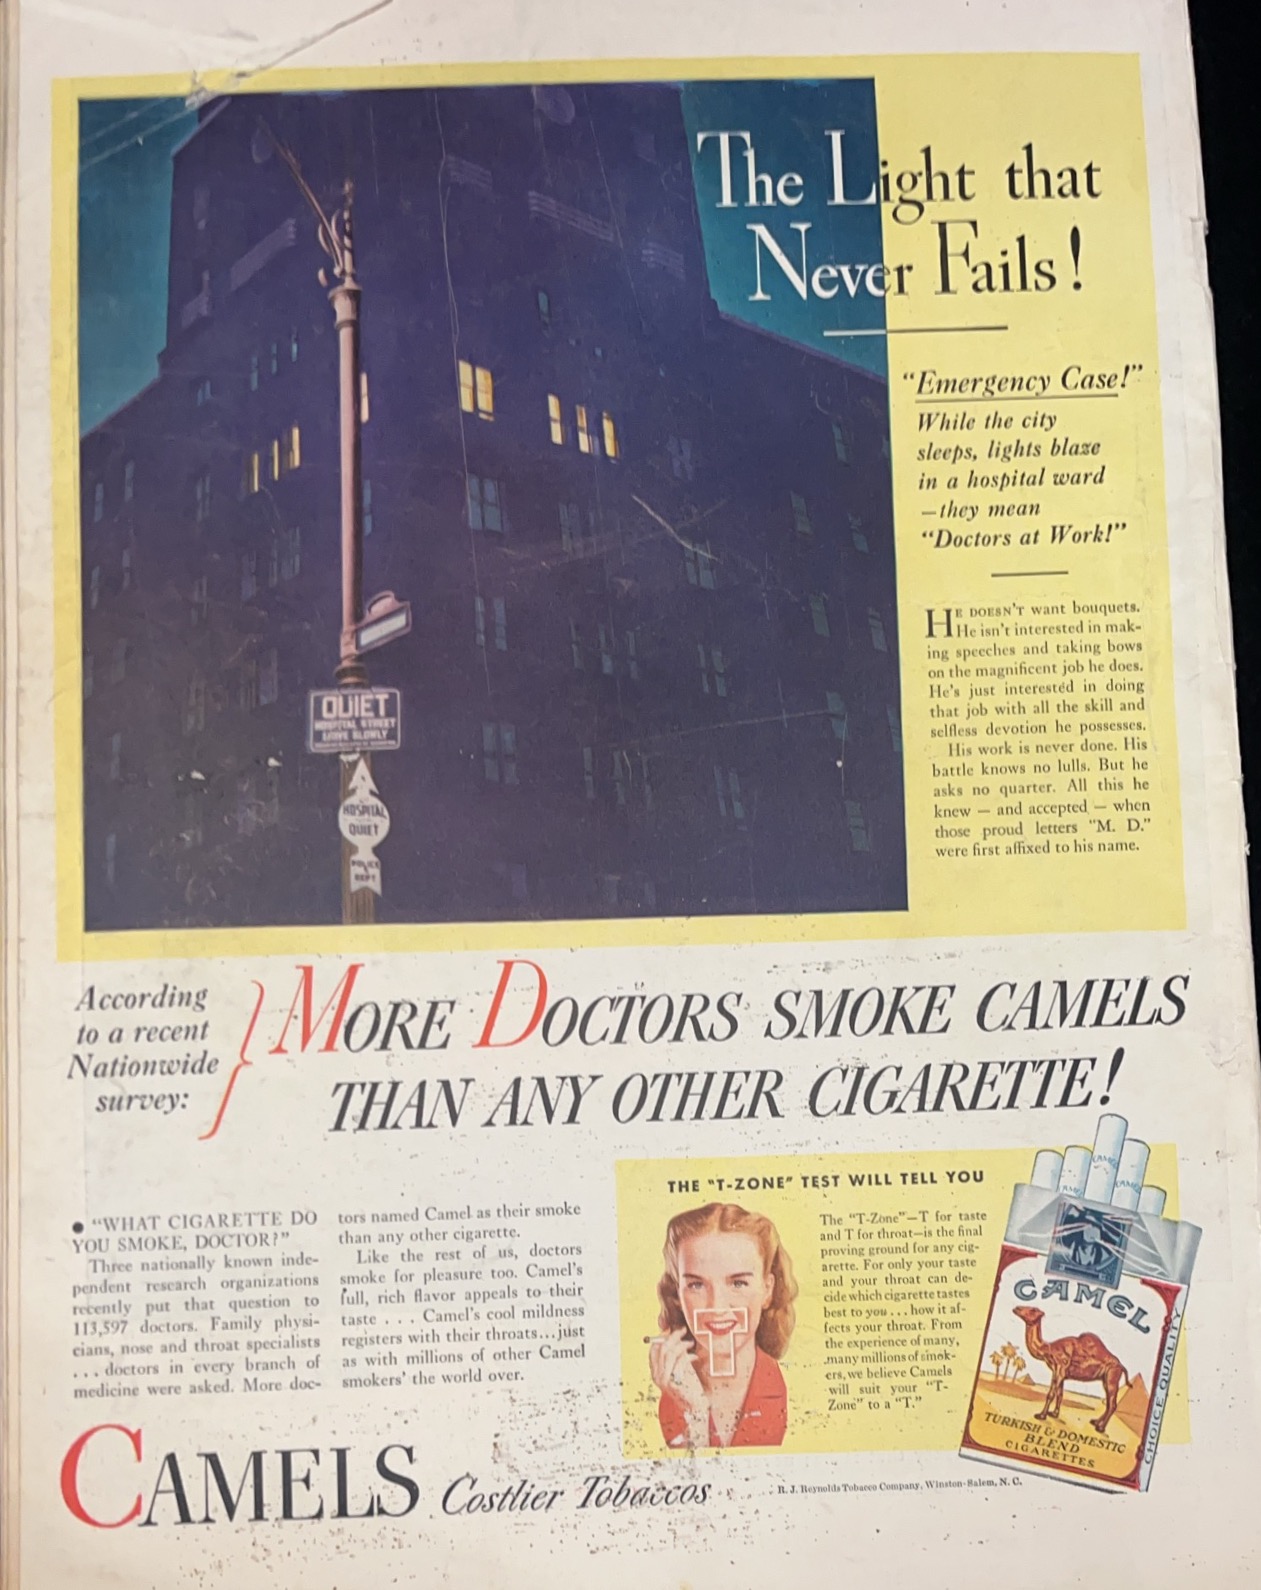 The Light that
Never Fails!
“Emergency Case!”
While the city
sleeps, lights blaze
in a hospital ward
—they mean
“Doctors at Work!”
HE DOESN'T want bouquets.
He isn't interested in mak-
ing speeches and taking bows
on the magnificent job he does.
He's just interested in doing
that job with all the skill and
selfless devotion he possesses.
His work is never done. His
battle knows no lulls. But he
asks no quarter. All this he
knew — and accepted — when
those proud letters “M. D.”
were first affixed to his name.
QUIET
HOSPITAL STREET
DRIVE SLOWLY
HOSPITAL
QUIET
POLICE
DEPT
According
to a recent
Nationwide
survey:
MORE DOCTORS SMOKE CAMELS
THAN ANY OTHER CIGARETTE!
● “WHAT CIGARETTE DO
YOU SMOKE, DOCTOR?”
Three nationally known inde-
pendent research organizations
recently put that question to
113,597 doctors. Family physi-
cians, nose and throat specialists
. . . doctors in every branch of
medicine were asked. More doc-
tors named Camel as their smoke
than any other cigarette.
Like the rest of us, doctors
smoke for pleasure too. Camel's
full, rich flavor appeals to their
taste . . . Camel's cool mildness
registers with their throats...just
as with millions of other Camel
smokers' the world over.
THE “T-ZONE” TEST WILL TELL YOU
The “T-Zone”—T for taste
and T for throat—is the final
proving ground for any cig-
arette. For only your taste
and your throat can de-
cide which cigarette tastes
best to you . . . how it af-
fects your throat. From
the experience of many,
many millions of smok-
ers, we believe Camels
will suit your “T-
Zone” to a “T.”
T
CAMEL
CAMEL
CAMEL
CAMEL
TURKISH & DOMESTIC
BLEND
CIGARETTES
CHOICE QUALITY
CAMELS Costlier Tobaccos
R. J. Reynolds Tobacco Company, Winston-Salem, N. C.